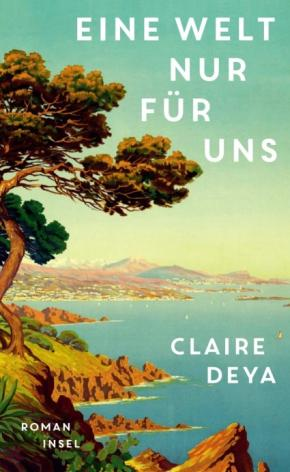 EINE WELT
NUR
FÜR
UNS
CLAIRE
DEYA
ROMAN
INSEL